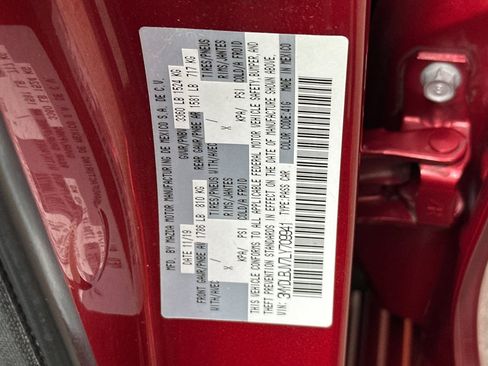 MFD. BY MAZDA MOTOR MANUFACTURING DE MEXICO S.A. DE C.V.
DATE: 11/19 GVWR/PNBV 3360 LB 1524 KG
FRONT GAWR/PNBE AV 1786 LB 810 KG REAR GAWR/PNBE AR 1581 LB 717 KG
WITH/AVEC TIRES/PNEUS WITH/AVEC TIRES/PNEUS
RIMS/JANTES RIMS/JANTES
/ X / X
KPA/ PSI COLD/A FROID KPA/ PSI COLD/A FROID
THIS VEHICLE CONFORMS TO ALL APPLICABLE FEDERAL MOTOR VEHICLE SAFETY,BUMPER, AND
THEFT PREVENTION STANDARDS IN EFFECT ON THE DATE OF MANUFACTURE SHOWN ABOVE.
VIN: TYPE:PASS CAR COLOR CODE:41G MADE IN MEXICO